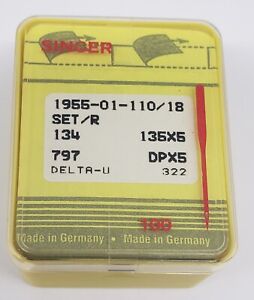 SINGER
1955-01-110/18
SET/R
134 135X5
797 DPX5
DELTA-U 322
100
Made in Germany Made in Germany